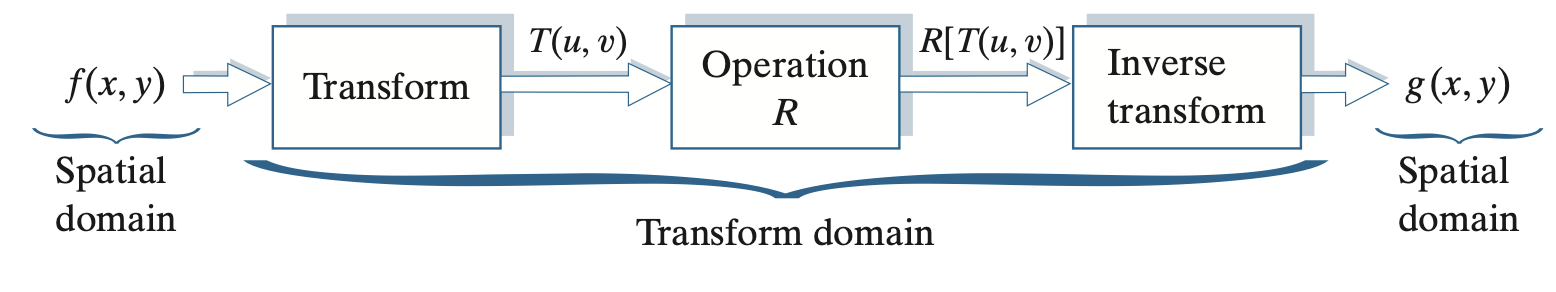 f(x, y)
Transform
T(u, v)
Operation
R
R[T(u, v)]
Inverse
transform
g(x, y)
Spatial
domain
Transform domain
Spatial
domain